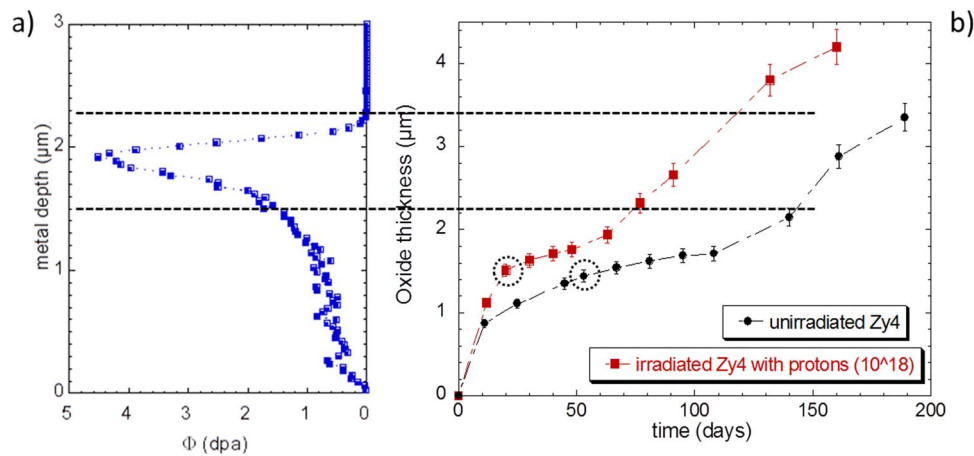 a)
3
2
1
0
metal depth (μm)
5 4 3 2 1 0
Φ (dpa)
b)
4
3
2
1
0
Oxide thickness (μm)
unirradiated Zy4
irradiated Zy4 with protons (10^18)
0 50 100 150 200
time (days)